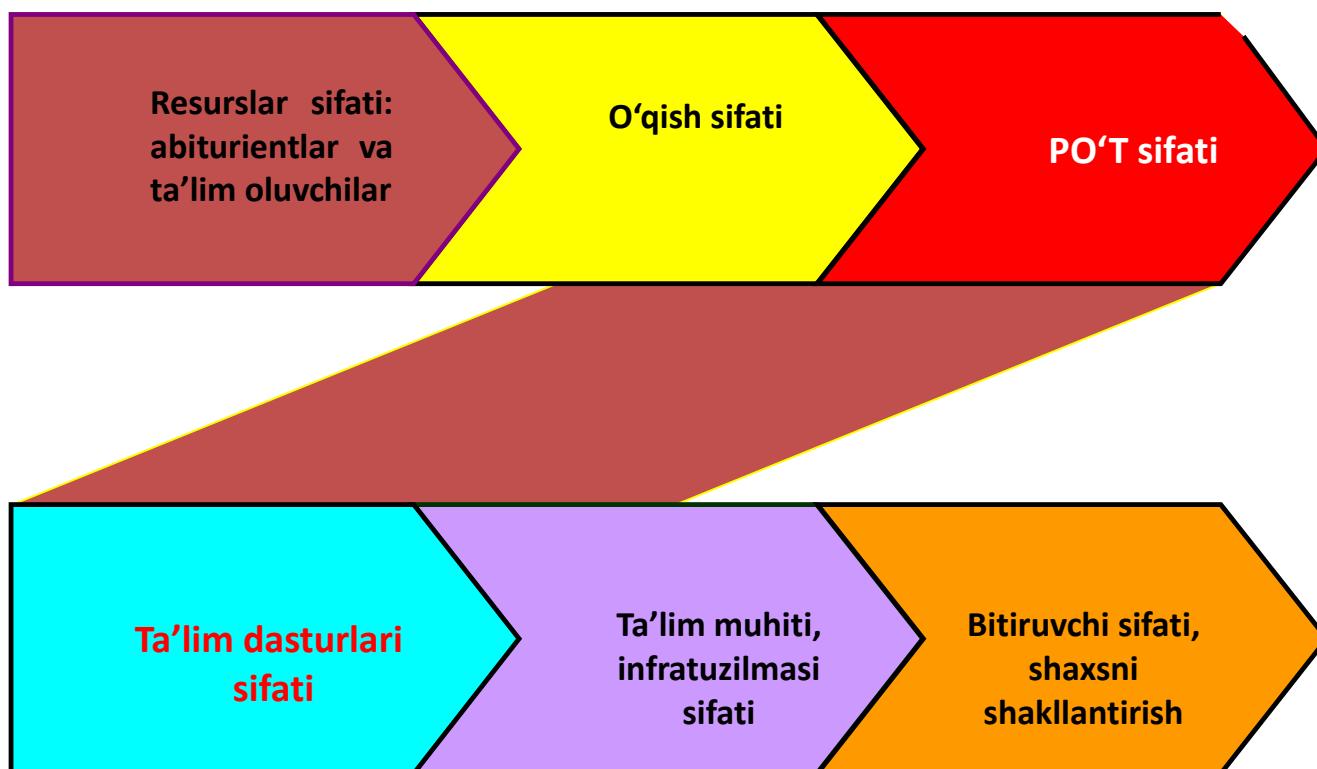 Resurslar sifati:
abiturientlar va
ta’lim oluvchilar
O‘qish sifati
PO‘T sifati
Ta’lim dasturlari
sifati
Ta’lim muhiti,
infratuzilmasi
sifati
Bitiruvchi sifati,
shaxsni
shakllantirish